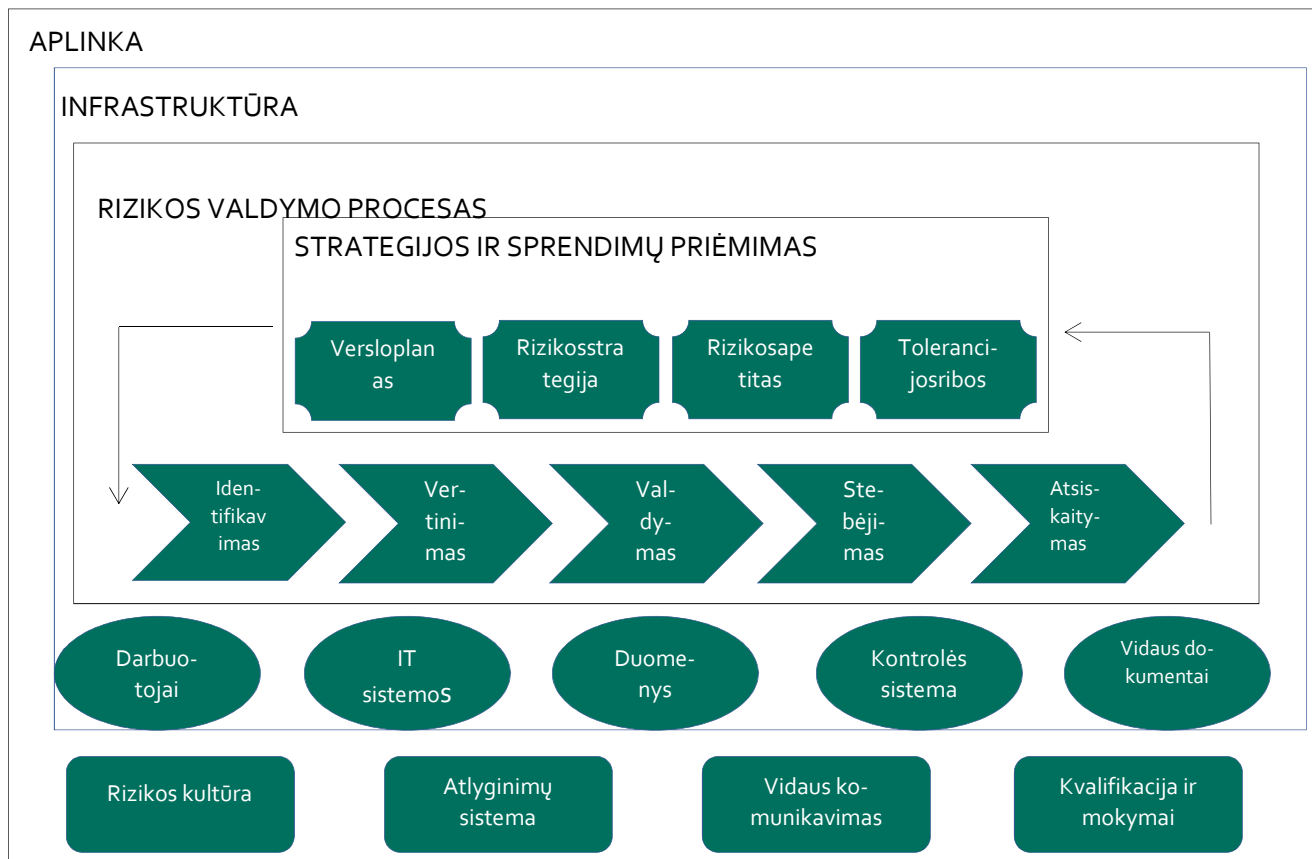 APLINKA
INFRASTRUKTŪRA
RIZIKOS VALDYMO PROCESAS
STRATEGIJOS IR SPRENDIMŲ PRIĖMIMAS
Versloplan
as
Rizikosstra
tegija
Rizikosape
titas
Toleranci-
josribos
Iden-
tifikav
imas
Ver-
tini-
mas
Val-
dy-
mas
Ste-
bėji-
mas
Atsis-
kaity-
mas
Darbuo-
tojai
IT
sistemos
Duome-
nys
Kontrolės
sistema
Vidaus do-
kumentai
Rizikos kultūra
Atlyginimų
sistema
Vidaus ko-
munikavimas
Kvalifikacija ir
mokymai